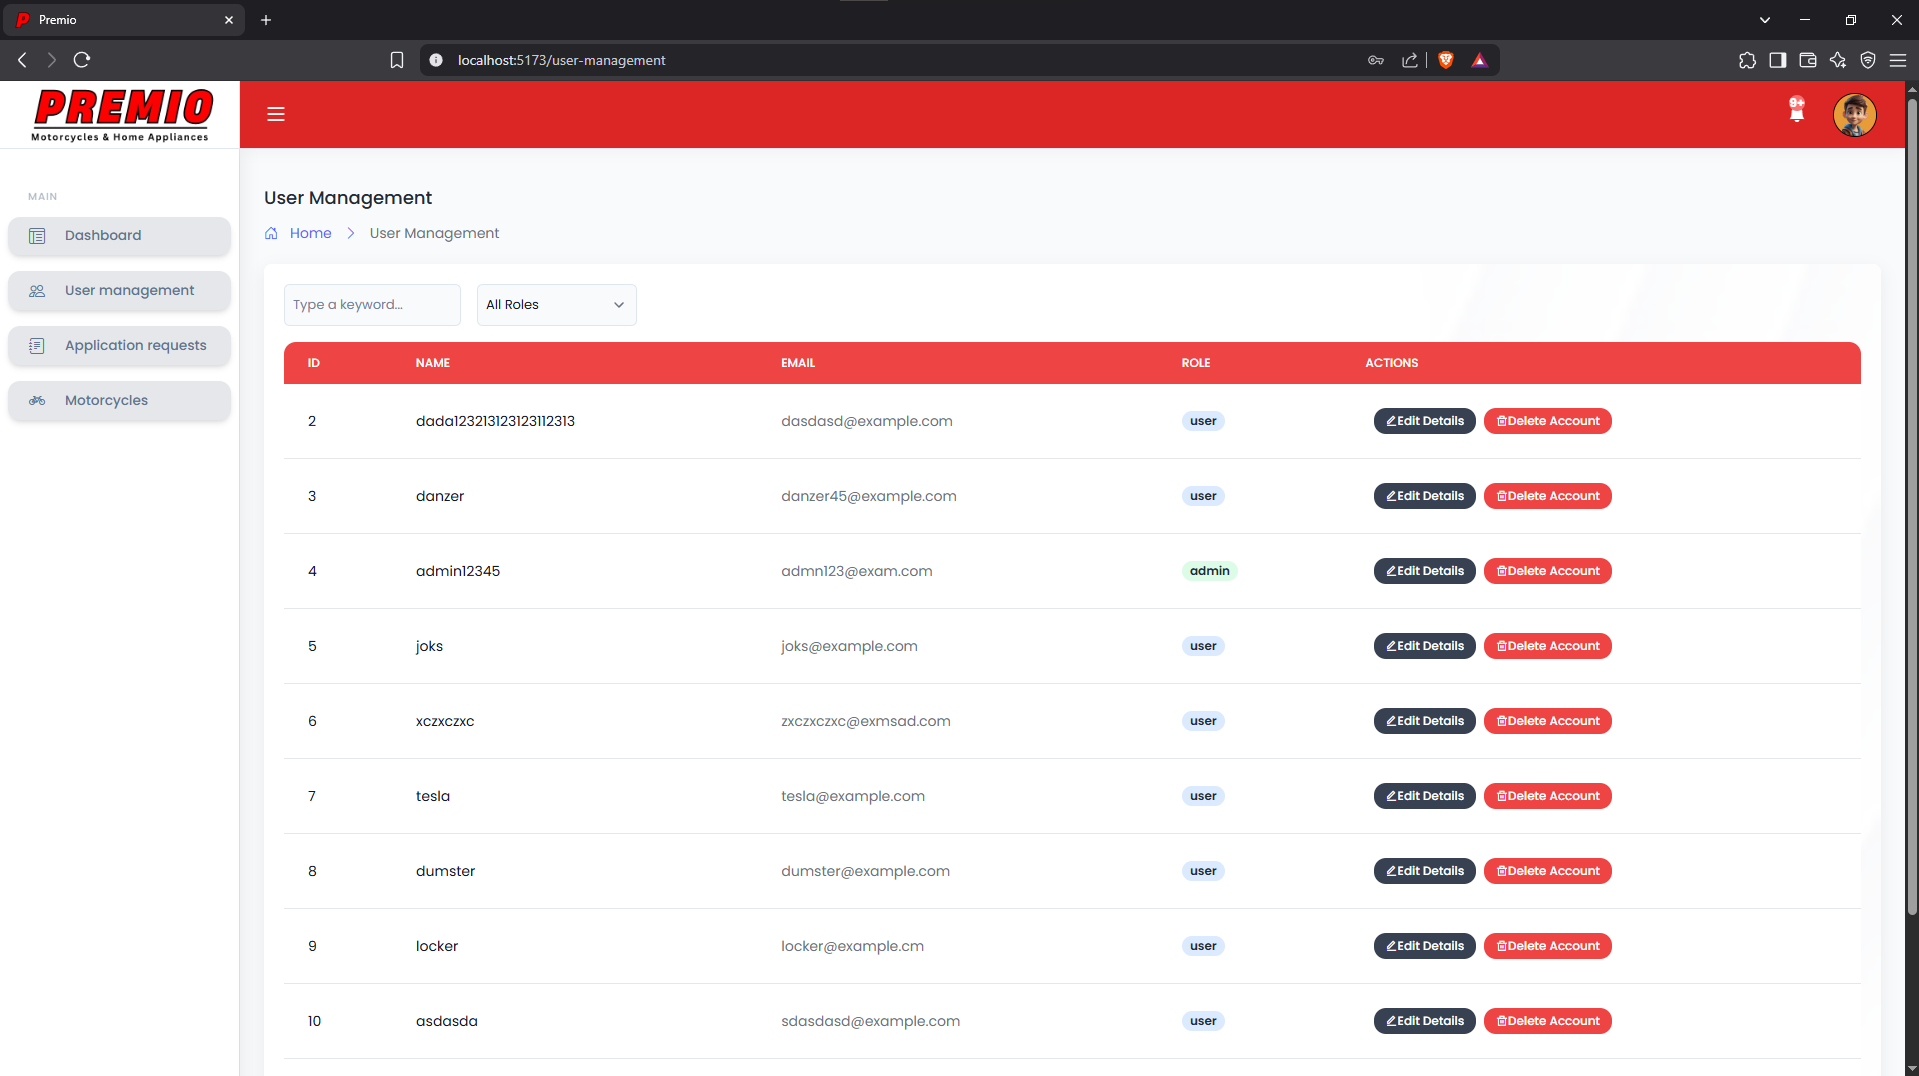 Premio
localhost:5173/user-management
PREMIO
Motorcycles & Home Appliances
9+
MAIN
Dashboard
User management
Application requests
Motorcycles
User Management
Home > User Management
Type a keyword...
All Roles
ID NAME EMAIL ROLE ACTIONS
2 dada123213123123112313 dasdasd@example.com user Edit Details Delete Account
3 danzer danzer45@example.com user Edit Details Delete Account
4 admin12345 admn123@exam.com admin Edit Details Delete Account
5 joks joks@example.com user Edit Details Delete Account
6 xczxczxc zxczxczxc@exmsad.com user Edit Details Delete Account
7 tesla tesla@example.com user Edit Details Delete Account
8 dumster dumster@example.com user Edit Details Delete Account
9 locker locker@example.cm user Edit Details Delete Account
10 asdasda sdasdasd@example.com user Edit Details Delete Account